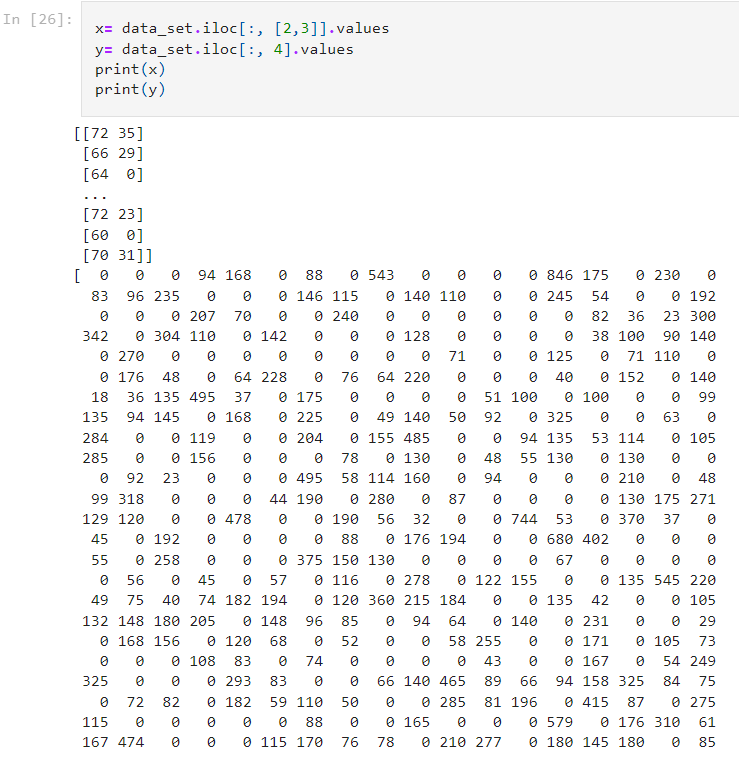 In [26]:
x= data_set.iloc[:, [2,3]].values
y= data_set.iloc[:, 4].values
print(x)
print(y)
[[72 35]
[66 29]
[64 0]
...
[72 23]
[60 0]
[70 31]]
[ 0 0 0 94 168 0 88 0 543 0 0 0 0 846 175 0 230 0
83 96 235 0 0 0 146 115 0 140 110 0 0 245 54 0 0 192
0 0 0 207 70 0 0 240 0 0 0 0 0 0 82 36 23 300
342 0 304 110 0 142 0 0 0 128 0 0 0 0 38 100 90 140
0 270 0 0 0 0 0 0 0 0 71 0 0 125 0 71 110 0
0 176 48 0 64 228 0 76 64 220 0 0 0 40 0 152 0 140
18 36 135 495 37 0 175 0 0 0 0 51 100 0 100 0 0 99
135 94 145 0 168 0 225 0 49 140 50 92 0 325 0 0 63 0
284 0 0 119 0 0 204 0 155 485 0 0 94 135 53 114 0 105
285 0 0 156 0 0 0 78 0 130 0 48 55 130 0 130 0 0
0 92 23 0 0 0 495 58 114 160 0 94 0 0 0 210 0 48
99 318 0 0 0 44 190 0 280 0 87 0 0 0 0 130 175 271
129 120 0 0 478 0 0 190 56 32 0 0 744 53 0 370 37 0
45 0 192 0 0 0 0 88 0 176 194 0 0 680 402 0 0 0
55 0 258 0 0 0 375 150 130 0 0 0 0 67 0 0 0 0
0 56 0 45 0 57 0 116 0 278 0 122 155 0 0 135 545 220
49 75 40 74 182 194 0 120 360 215 184 0 0 135 42 0 0 105
132 148 180 205 0 148 96 85 0 94 64 0 140 0 231 0 0 29
0 168 156 0 120 68 0 52 0 0 58 255 0 0 171 0 105 73
0 0 0 108 83 0 74 0 0 0 0 43 0 0 167 0 54 249
325 0 0 0 293 83 0 0 66 140 465 89 66 94 158 325 84 75
0 72 82 0 182 59 110 50 0 0 285 81 196 0 415 87 0 275
115 0 0 0 0 0 88 0 0 165 0 0 0 579 0 176 310 61
167 474 0 0 0 115 170 76 78 0 210 277 0 180 145 180 0 85